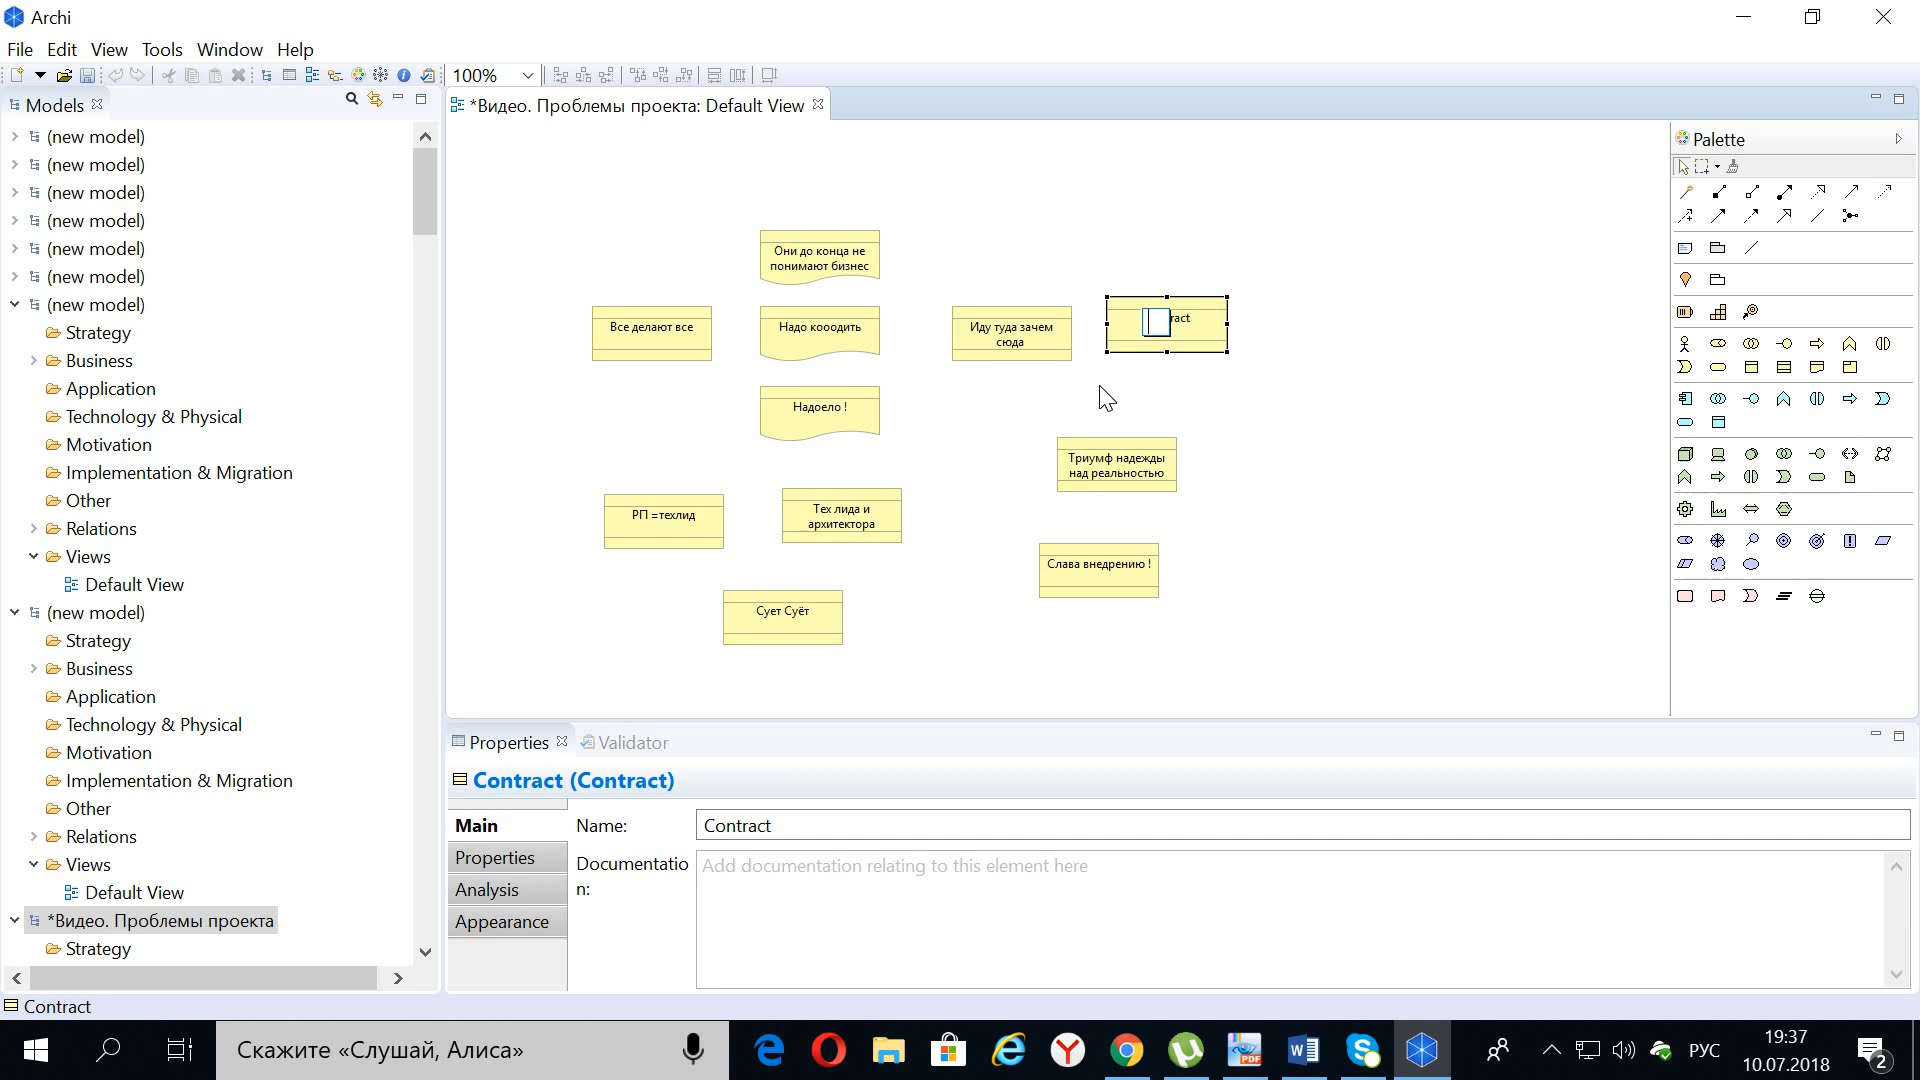 Archi
File Edit View Tools Window Help
100%
Models
*Видео. Проблемы проекта: Default View
(new model)
(new model)
(new model)
(new model)
(new model)
(new model)
(new model)
Strategy
Business
Application
Technology & Physical
Motivation
Implementation & Migration
Other
Relations
Views
Default View
(new model)
Strategy
Business
Application
Technology & Physical
Motivation
Implementation & Migration
Other
Relations
Views
Default View
*Видео. Проблемы проекта
Strategy
Они до конца не
понимают бизнес
Все делают все
Надо кооодить
Иду туда зачем
сюда
ract
Надоело !
Триумф надежды
над реальностью
РП =техлид
Тех лида и
архитектора
Слава внедрению !
Сует Суёт
Palette
Properties
Validator
Contract (Contract)
Main
Properties
Analysis
Appearance
Name:
Contract
Documentatio
n:
Add documentation relating to this element here
Contract
Скажите «Слушай, Алиса»
PDF
РУС
19:37
10.07.2018
2